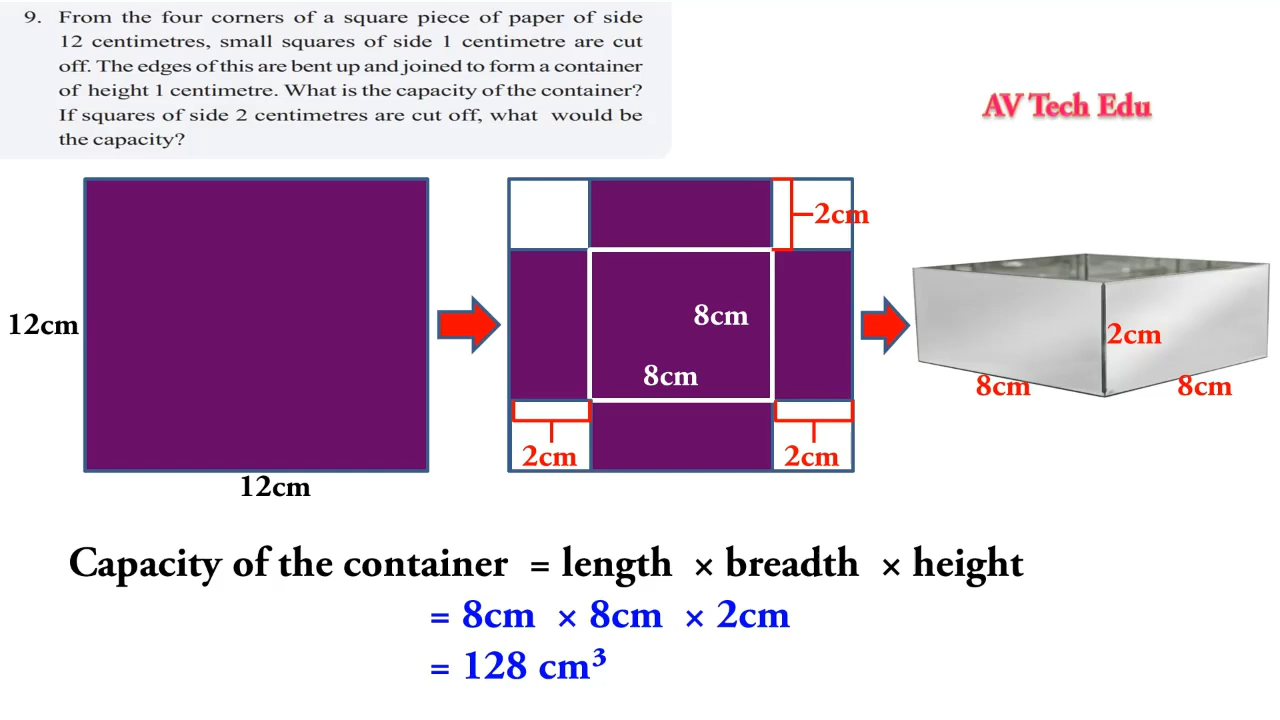 9. From the four corners of a square piece of paper of side
12 centimetres, small squares of side 1 centimetre are cut
off. The edges of this are bent up and joined to form a container
of height 1 centimetre. What is the capacity of the container?
If squares of side 2 centimetres are cut off, what would be
the capacity?
AV Tech Edu
12cm
12cm
2cm
8cm
8cm
2cm
2cm
2cm
8cm
8cm
Capacity of the container = length × breadth × height
= 8cm × 8cm × 2cm
= 128 cm³